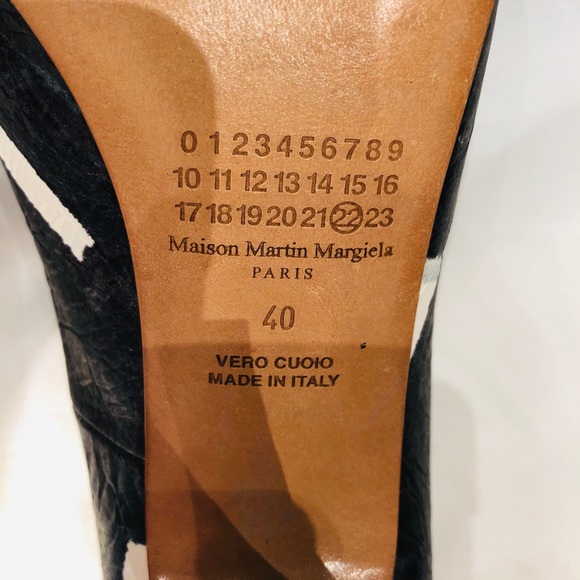 0 1 2 3 4 5 6 7 8 9
10 11 12 13 14 15 16
17 18 19 20 21 22 23
Maison Martin Margiela
PARIS
40
VERO CUOIO
MADE IN ITALY